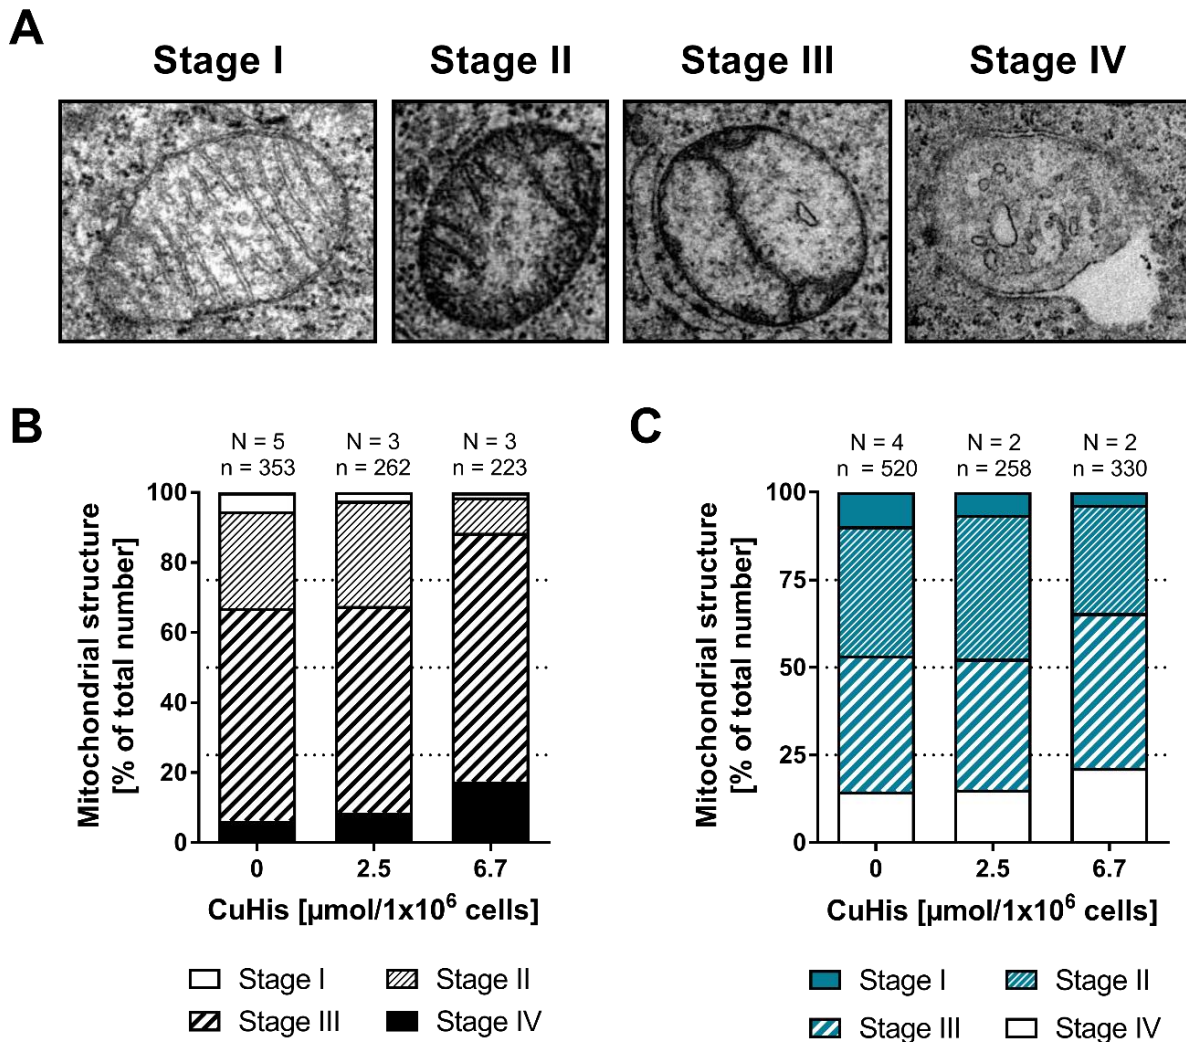 A
Stage I
Stage II
Stage III
Stage IV
B
N = 5
n = 353
N = 3
n = 262
N = 3
n = 223
Mitochondrial structure
[% of total number]
100
80
60
40
20
0
0
2.5
6.7
CuHis [µmol/1x10⁶ cells]
Stage I
Stage II
Stage III
Stage IV
C
N = 4
n = 520
N = 2
n = 258
N = 2
n = 330
Mitochondrial structure
[% of total number]
100
75
50
25
0
0
2.5
6.7
CuHis [µmol/1x10⁶ cells]
Stage I
Stage II
Stage III
Stage IV